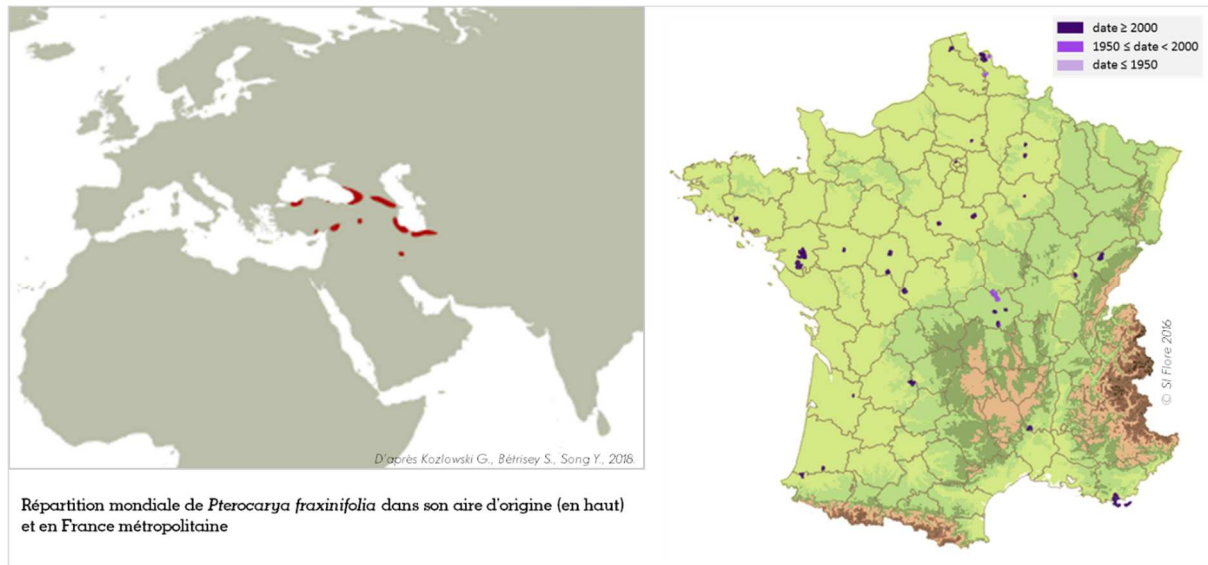 D'après Kozlowski G., Bétrisey S., Song Y., 2018.
Répartition mondiale de Pterocarya fraxinifolia dans son aire d'origine (en haut)
et en France métropolitaine
date ≥ 2000
1950 ≤ date < 2000
date ≤ 1950
© SI Flore 2016